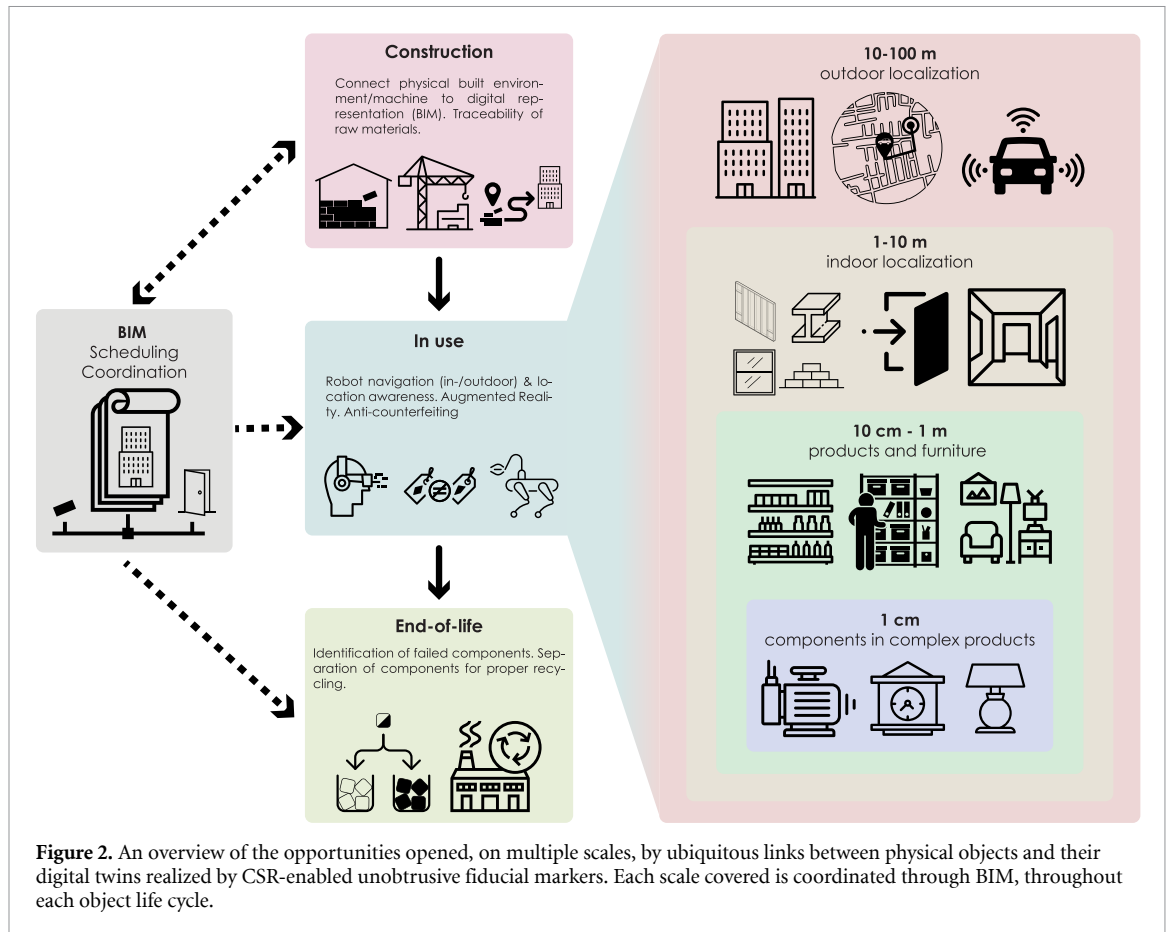 Construction
Connect physical built environ-
ment/machine to digital rep-
resentation (BIM). Traceability of
raw materials.
BIM
Scheduling
Coordination
In use
Robot navigation (in-/outdoor) & lo-
cation awareness. Augmented Reali-
ty. Anti-counterfeiting
End-of-life
Identification of failed components. Sep-
aration of components for proper recy-
cling.
10-100 m
outdoor localization
1-10 m
indoor localization
10 cm - 1 m
products and furniture
1 cm
components in complex products
Figure 2. An overview of the opportunities opened, on multiple scales, by ubiquitous links between physical objects and their
digital twins realized by CSR-enabled unobtrusive fiducial markers. Each scale covered is coordinated through BIM, throughout
each object life cycle.